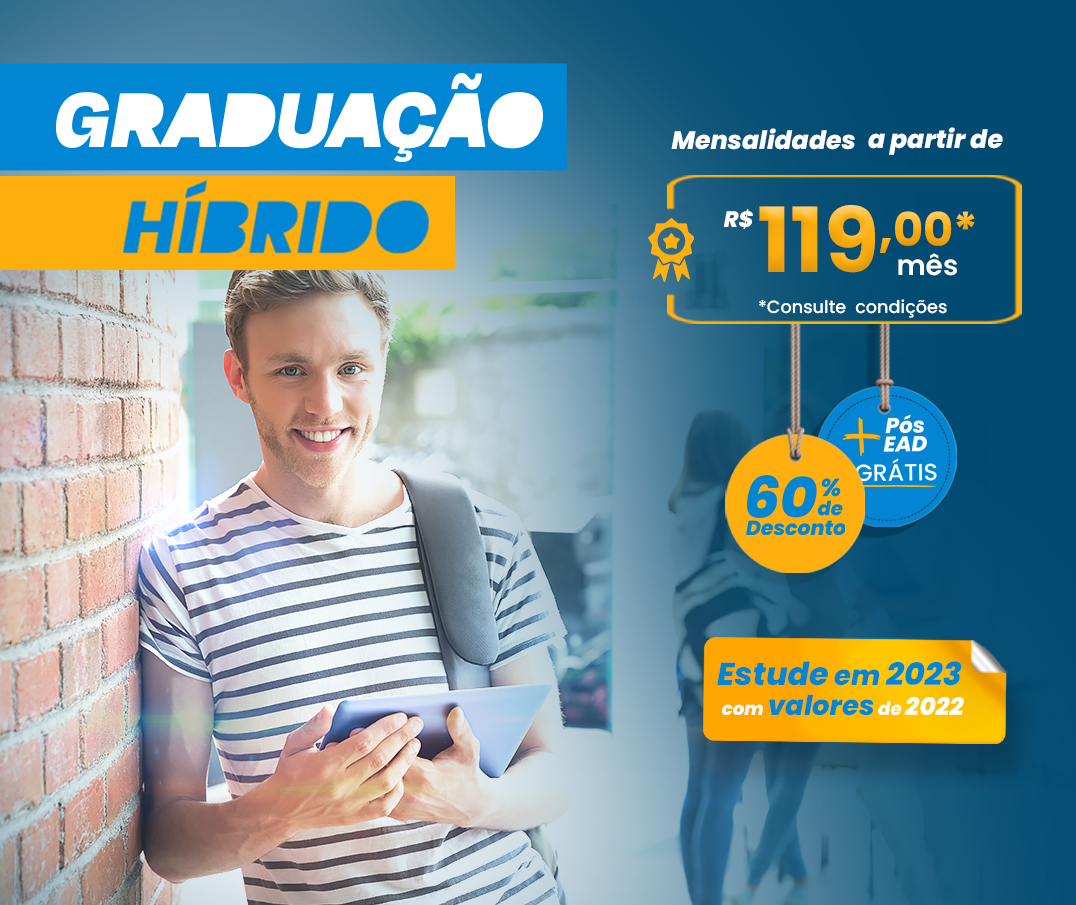 GRADUAÇÃO
HÍBRIDO
Mensalidades a partir de
R$ 119,00*
mês
*Consulte condições
+ Pós
EAD
GRÁTIS
60%
de
Desconto
Estude em 2023
com valores de 2022